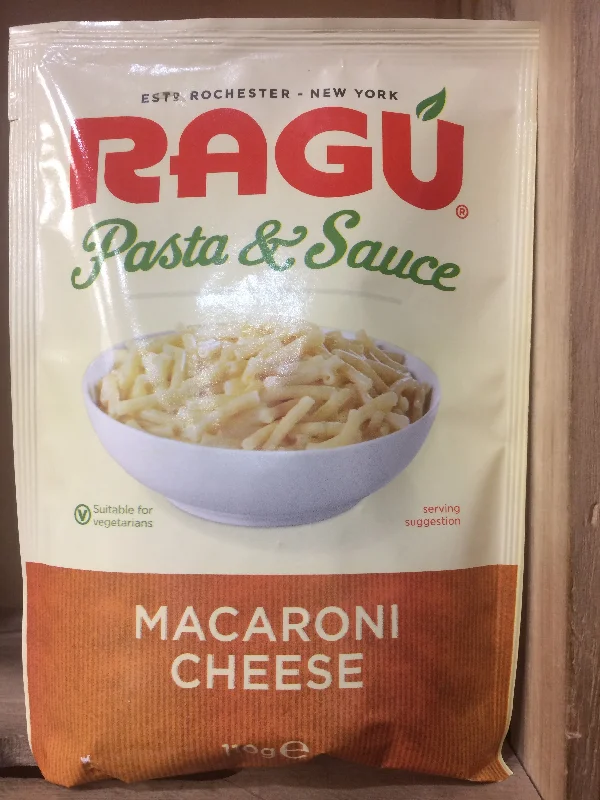 ESTD ROCHESTER - NEW YORK
RAGÚ®
Pasta & Sauce
V Suitable for
vegetarians
serving
suggestion
MACARONI
CHEESE